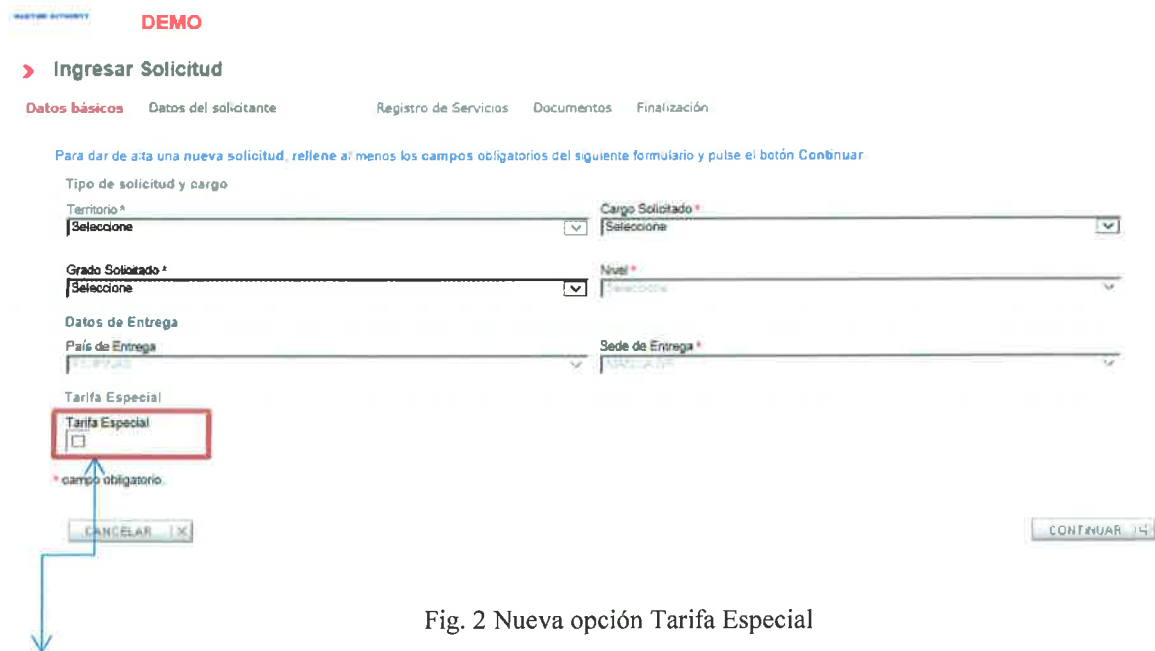 MARITIME AUTHORITY
DEMO
Ingresar Solicitud
Datos básicos Datos del solicitante Registro de Servicios Documentos Finalización
Para dar de alta una nueva solicitud, rellene al menos los campos obligatorios del siguiente formulario y pulse el botón Continuar.
Tipo de solicitud y cargo
Territorio * Cargo Solicitado *
Seleccione Seleccione
Grado Solicitado * Nivel *
Seleccione Seleccione
Datos de Entrega
País de Entrega Sede de Entrega *
Tarifa Especial
Tarifa Especial
* campo obligatorio.
CANCELAR CONTINUAR
Fig. 2 Nueva opción Tarifa Especial